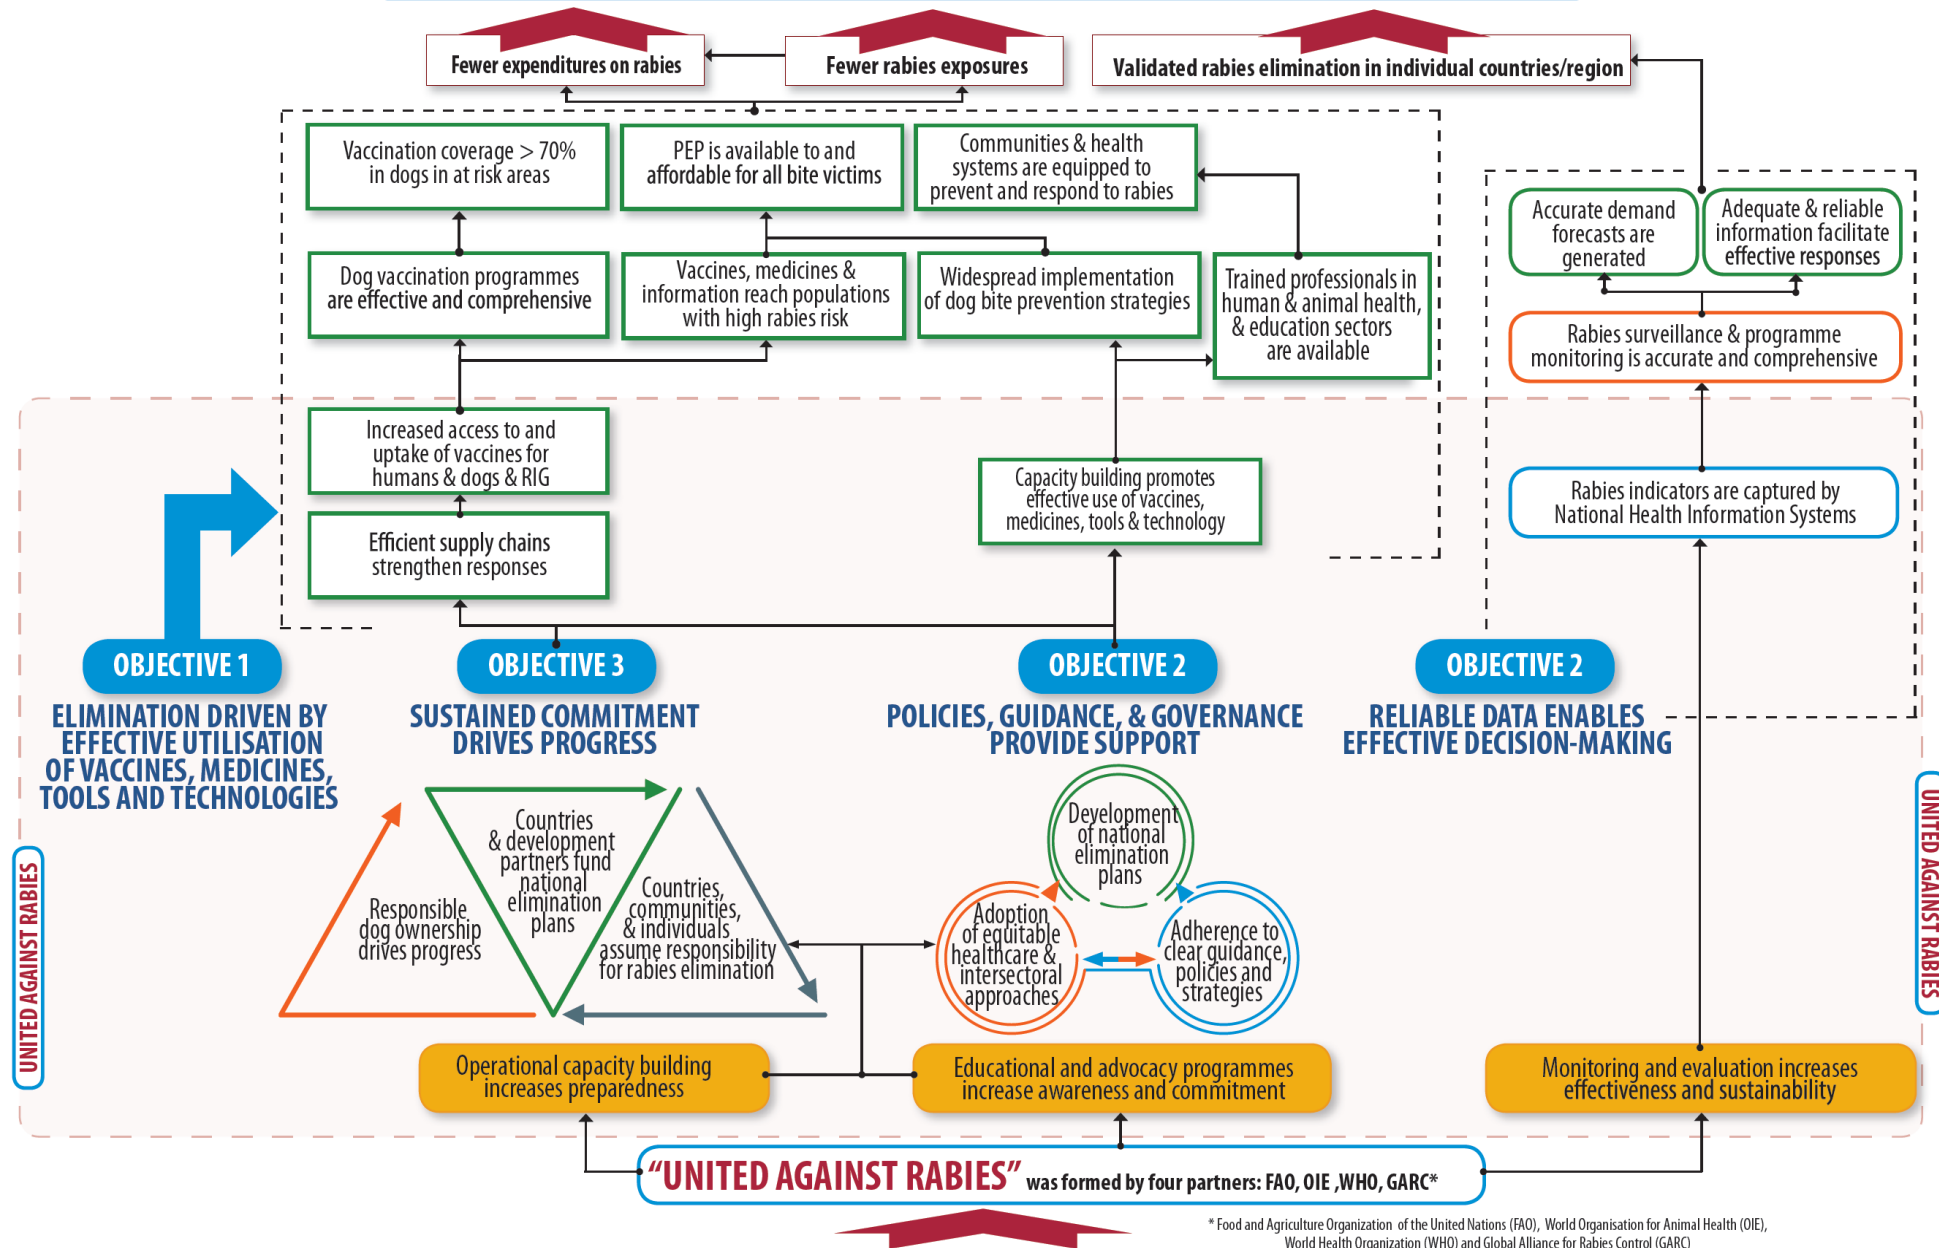 Fewer expenditures on rabies
Fewer rabies exposures
Validated rabies elimination in individual countries/region
Vaccination coverage > 70%
in dogs in at risk areas
PEP is available to and
affordable for all bite victims
Communities & health
systems are equipped to
prevent and respond to rabies
Accurate demand
forecasts are
generated
Adequate & reliable
information facilitate
effective responses
Dog vaccination programmes
are effective and comprehensive
Vaccines, medicines &
information reach populations
with high rabies risk
Widespread implementation
of dog bite prevention strategies
Trained professionals in
human & animal health,
& education sectors
are available
Rabies surveillance & programme
monitoring is accurate and comprehensive
Increased access to and
uptake of vaccines for
humans & dogs & RIG
Capacity building promotes
effective use of vaccines,
medicines, tools & technology
Rabies indicators are captured by
National Health Information Systems
Efficient supply chains
strengthen responses
OBJECTIVE 1
ELIMINATION DRIVEN BY
EFFECTIVE UTILISATION
OF VACCINES, MEDICINES,
TOOLS AND TECHNOLOGIES
OBJECTIVE 3
SUSTAINED COMMITMENT
DRIVES PROGRESS
OBJECTIVE 2
POLICIES, GUIDANCE, & GOVERNANCE
PROVIDE SUPPORT
OBJECTIVE 2
RELIABLE DATA ENABLES
EFFECTIVE DECISION-MAKING
Responsible
dog ownership
drives progress
Countries
& development
partners fund
national
elimination
plans
Countries,
communities,
& individuals
assume responsibility
for rabies elimination
Development
of national
elimination
plans
Adoption
of equitable
healthcare &
intersectoral
approaches
Adherence to
clear guidance,
policies and
strategies
UNITED AGAINST RABIES
UNITED AGAINST RABIES
Operational capacity building
increases preparedness
Educational and advocacy programmes
increase awareness and commitment
Monitoring and evaluation increases
effectiveness and sustainability
“UNITED AGAINST RABIES” was formed by four partners: FAO, OIE ,WHO, GARC*
* Food and Agriculture Organization of the United Nations (FAO), World Organisation for Animal Health (OIE),
World Health Organization (WHO) and Global Alliance for Rabies Control (GARC)